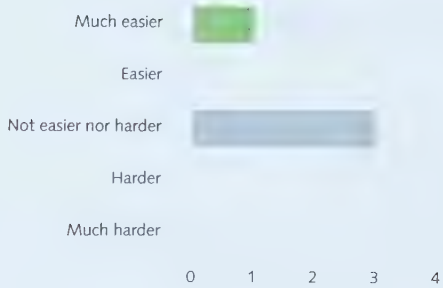 Much easier
Easier
Not easier nor harder
Harder
Much harder
0 1 2 3 4